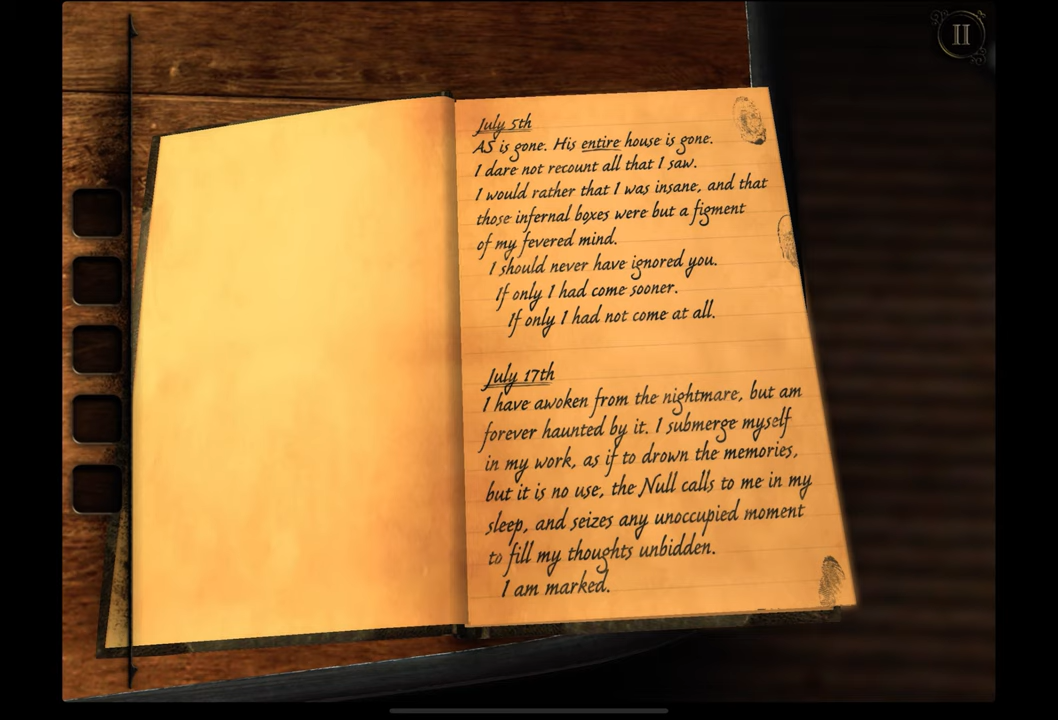 II
July 5th
AS is gone. His entire house is gone.
I dare not recount all that I saw.
I would rather that I was insane, and that
those infernal boxes were but a figment
of my fevered mind.
I should never have ignored you.
If only I had come sooner.
If only I had not come at all.
July 17th
I have awoken from the nightmare, but am
forever haunted by it. I submerge myself
in my work, as if to drown the memories,
but it is no use, the Null calls to me in my
sleep, and seizes any unoccupied moment
to fill my thoughts unbidden.
I am marked.